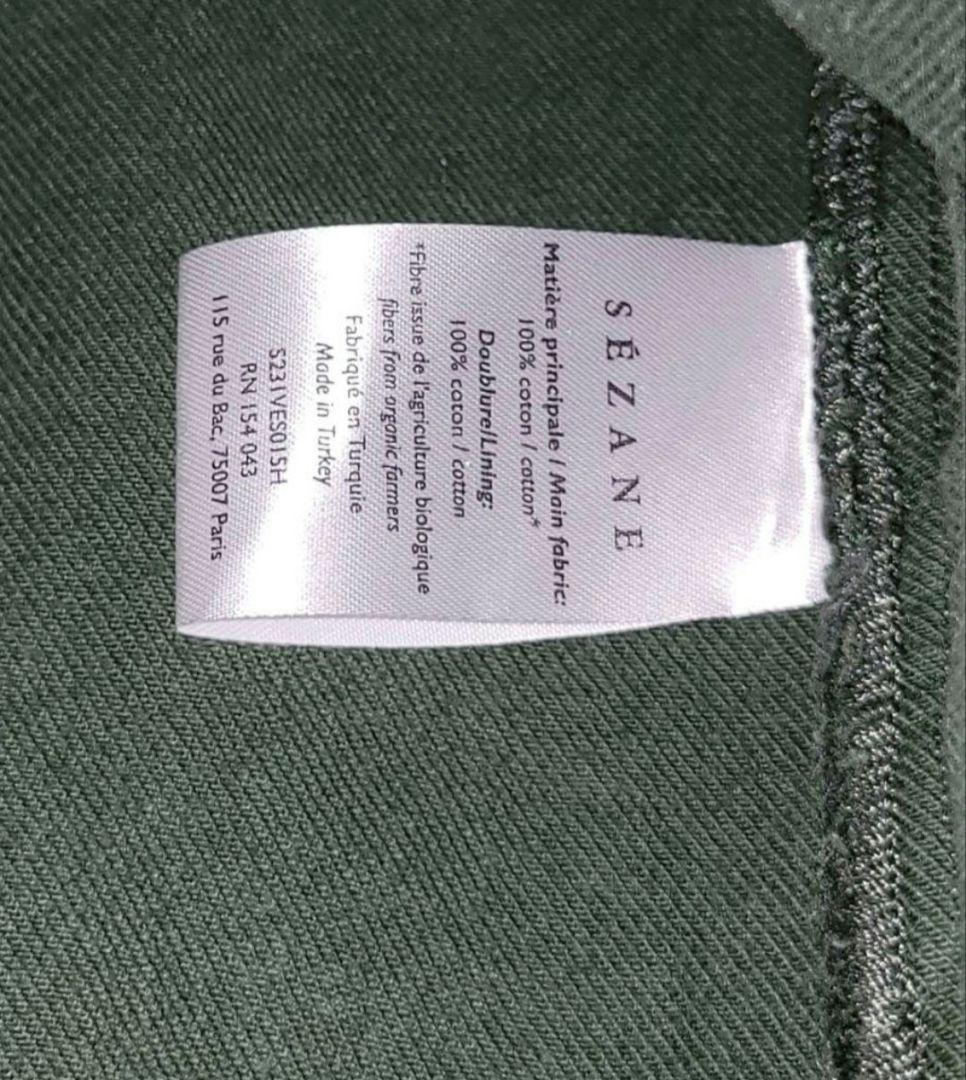 SÉZANE
Matière principale / Main fabric:
100% coton / cotton*
Doublure/Lining:
100% coton / cotton
*Fibre issue de l'agriculture biologique
fibers from organic farmers
Fabriqué en Turquie
Made in Turkey
S231VES015H
RN 154 043
115 rue du Bac, 75007 Paris